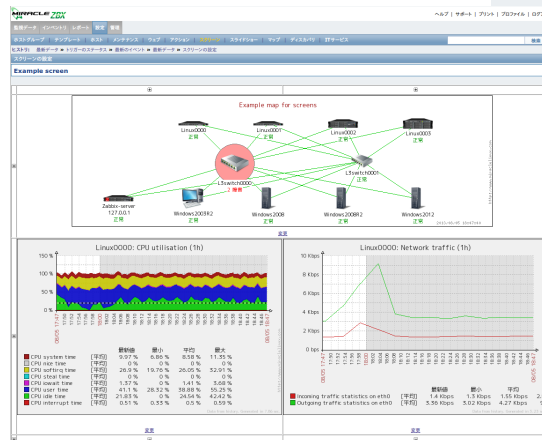 MIRACLE ZBX
ヘルプ | サポート | プリント | プロファイル | ログア
監視データ インベントリ レポート 設定 管理
ホストグループ テンプレート ホスト メンテナンス ウェブ アクション スクリーン スライドショー マップ ディスカバリ ITサービス 検索
ヒストリ: 最新データ » トリガーのステータス » 最新のイベント » 最新データ » スクリーンの設定
スクリーンの設定
Example screen
Example map for screens
Linux0000
正常
Linux0001
正常
Linux0002
正常
Linux0003
正常
L3switch0000
2 障害
L3switch0001
正常
Zabbix-server
127.0.0.1
正常
Windows2003R2
正常
Windows2008
正常
Windows2008R2
正常
Windows2012
正常
変更
Linux0000: CPU utilisation (1h)
150 %
100 %
50 %
0 %
最新値 最小 平均 最大
CPU system time [平均] 9.97 % 6.86 % 8.58 % 11.35 %
CPU nice time [平均] 0 % 0 % 0 % 0 %
CPU softirq time [平均] 26.9 % 19.76 % 26.05 % 32.91 %
CPU steal time [平均] 0 % 0 % 0 % 0 %
CPU iowait time [平均] 1.37 % 0 % 1.41 % 3.68 %
CPU user time [平均] 41.1 % 28.32 % 38.88 % 55.25 %
CPU idle time [平均] 21.83 % 0 % 24.54 % 42.42 %
CPU interrupt time [平均] 0.51 % 0.33 % 0.5 % 0.59 %
変更
Linux0000: Network traffic (1h)
10 Kbps
8 Kbps
6 Kbps
4 Kbps
2 Kbps
0 bps
最新値 最小 平均
Incoming traffic statistics on eth0 [平均] 1.4 Kbps 1.3 Kbps 1.55 Kbps 2.
Outgoing traffic statistics on eth0 [平均] 3.36 Kbps 3.02 Kbps 4.27 Kbps
変更